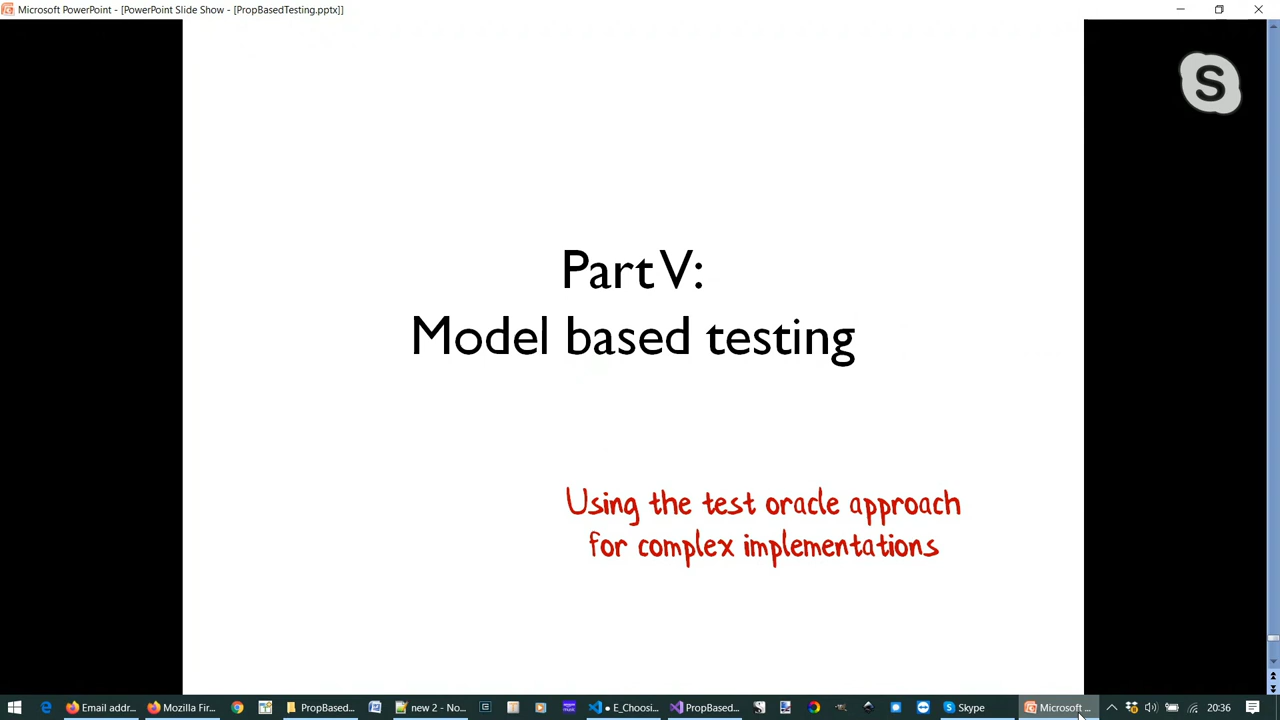 Microsoft PowerPoint - [PowerPoint Slide Show - [PropBasedTesting.pptx]]
S
Part V:
Model based testing
Using the test oracle approach
for complex implementations
Email addr... Mozilla Fir... PropBased... new 2 - No... E_Choosi... PropBased... Skype Microsoft ... 20:36